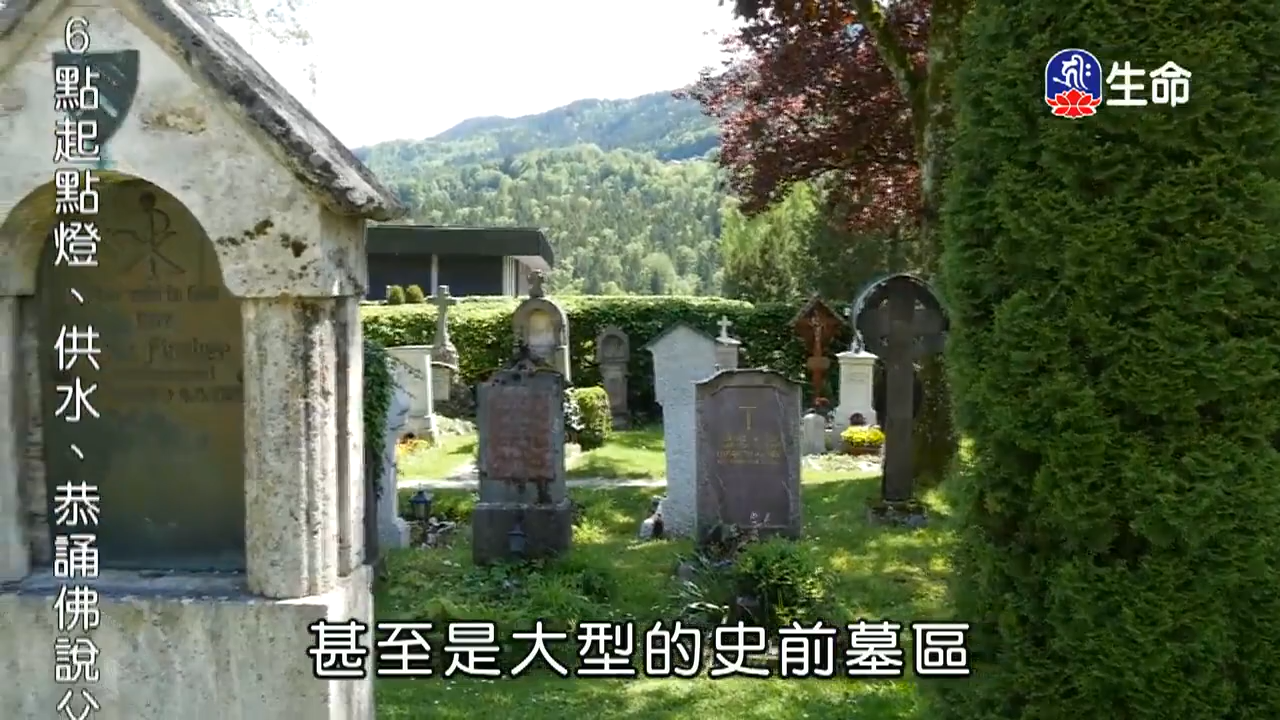 6點起點燈、供水、恭誦佛說父
生命
甚至是大型的史前墓區